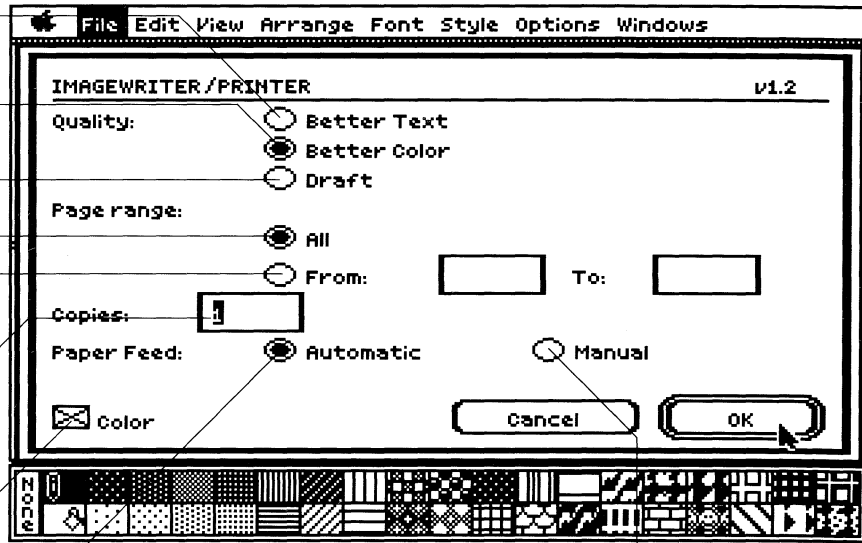 File Edit View Arrange Font Style Options Windows
IMAGEWRITER/PRINTER v1.2
Quality: Better Text
Better Color
Draft
Page range:
All
From: To:
Copies: 1
Paper Feed: Automatic Manual
Color Cancel OK
None